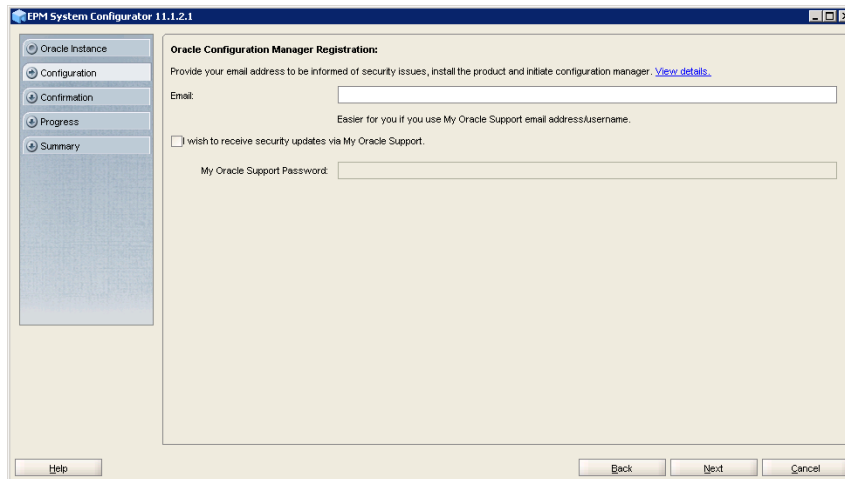 EPM System Configurator 11.1.2.1
Oracle Instance
Configuration
Confirmation
Progress
Summary
Oracle Configuration Manager Registration:
Provide your email address to be informed of security issues, install the product and initiate configuration manager. View details.
Email:
Easier for you if you use My Oracle Support email address/username.
I wish to receive security updates via My Oracle Support.
My Oracle Support Password:
Help
Back
Next
Cancel